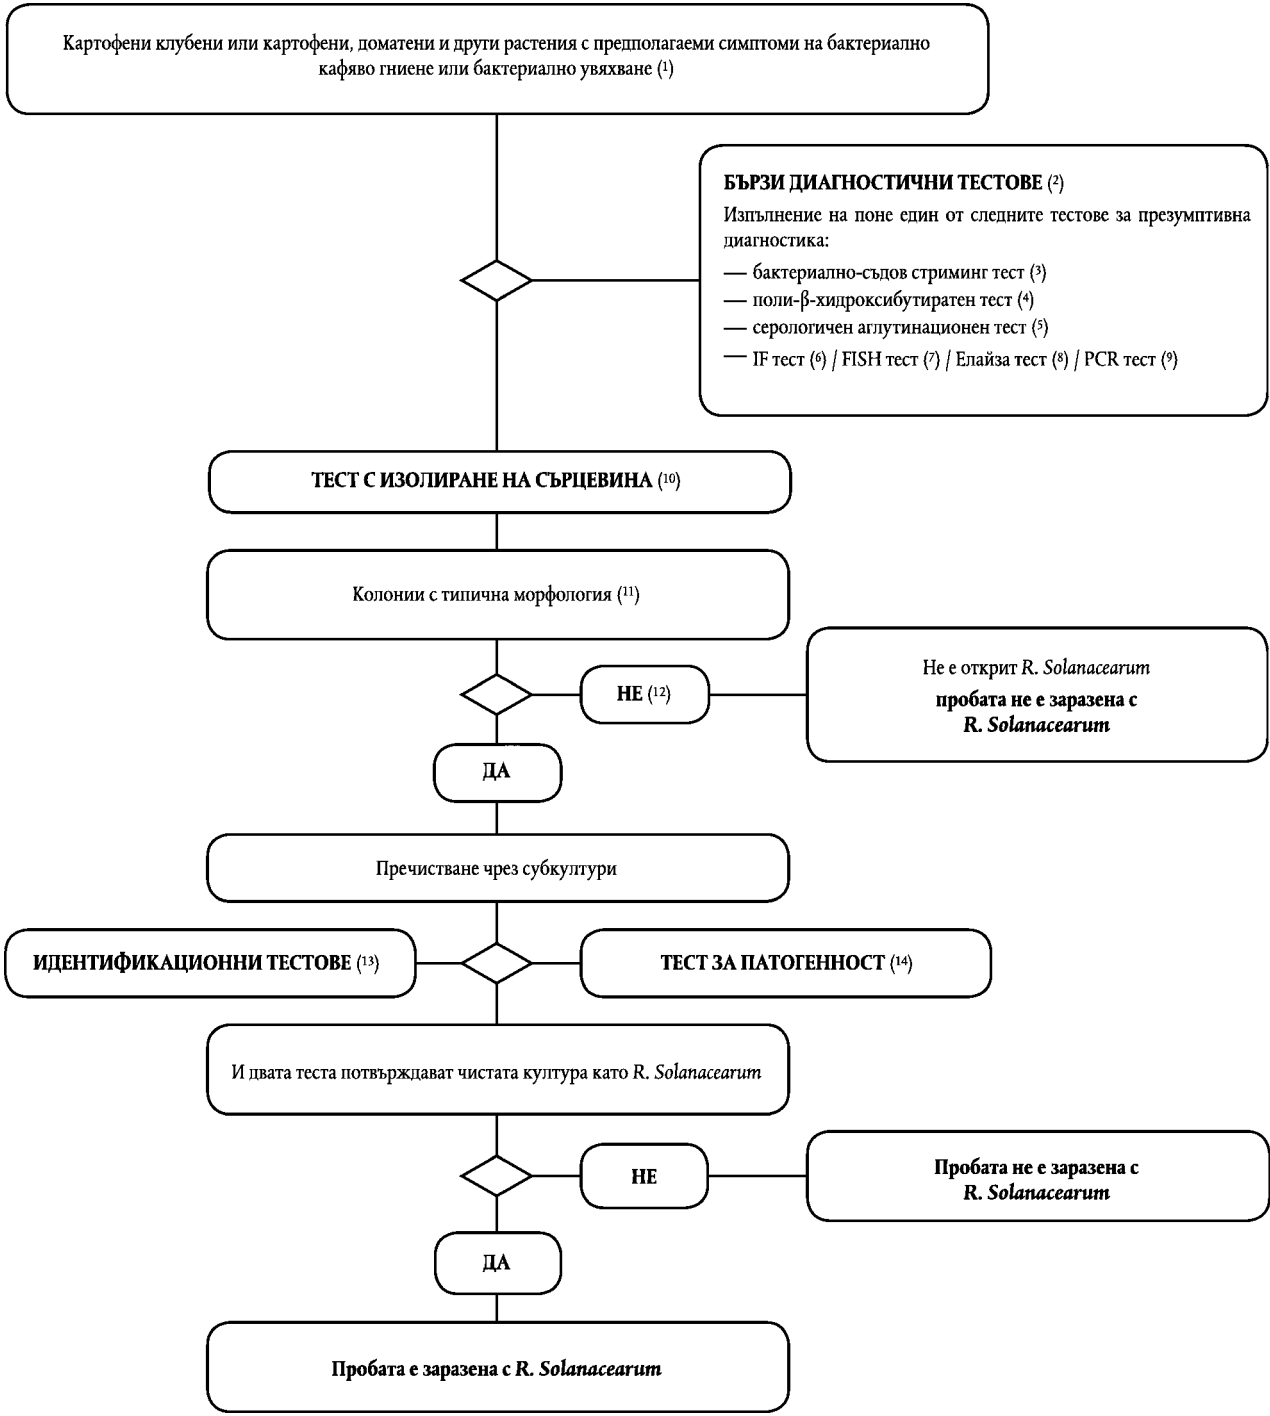 Картофени клубени или картофени, доматени и други растения с предполагаеми симптоми на бактериално
кафяво гниене или бактериално увяхване (¹)
БЪРЗИ ДИАГНОСТИЧНИ ТЕСТОВЕ (²)
Изпълнение на поне един от следните тестове за презумптивна
диагностика:
— бактериално-съдов стриминг тест (³)
— поли-β-хидроксибутиратен тест (⁴)
— серологичен аглутинационен тест (⁵)
— IF тест (⁶) / FISH тест (⁷) / Елайза тест (⁸) / PCR тест (⁹)
ТЕСТ С ИЗОЛИРАНЕ НА СЪРЦЕВИНА (¹⁰)
Колонии с типична морфология (¹¹)
НЕ (¹²)
Не е открит R. Solanacearum
пробата не е заразена с
R. Solanacearum
ДА
Пречистване чрез субкултури
ИДЕНТИФИКАЦИОННИ ТЕСТОВЕ (¹³)
ТЕСТ ЗА ПАТОГЕННОСТ (¹⁴)
И двата теста потвърждават чистата култура като R. Solanacearum
НЕ
Пробата не е заразена с
R. Solanacearum
ДА
Пробата е заразена с R. Solanacearum